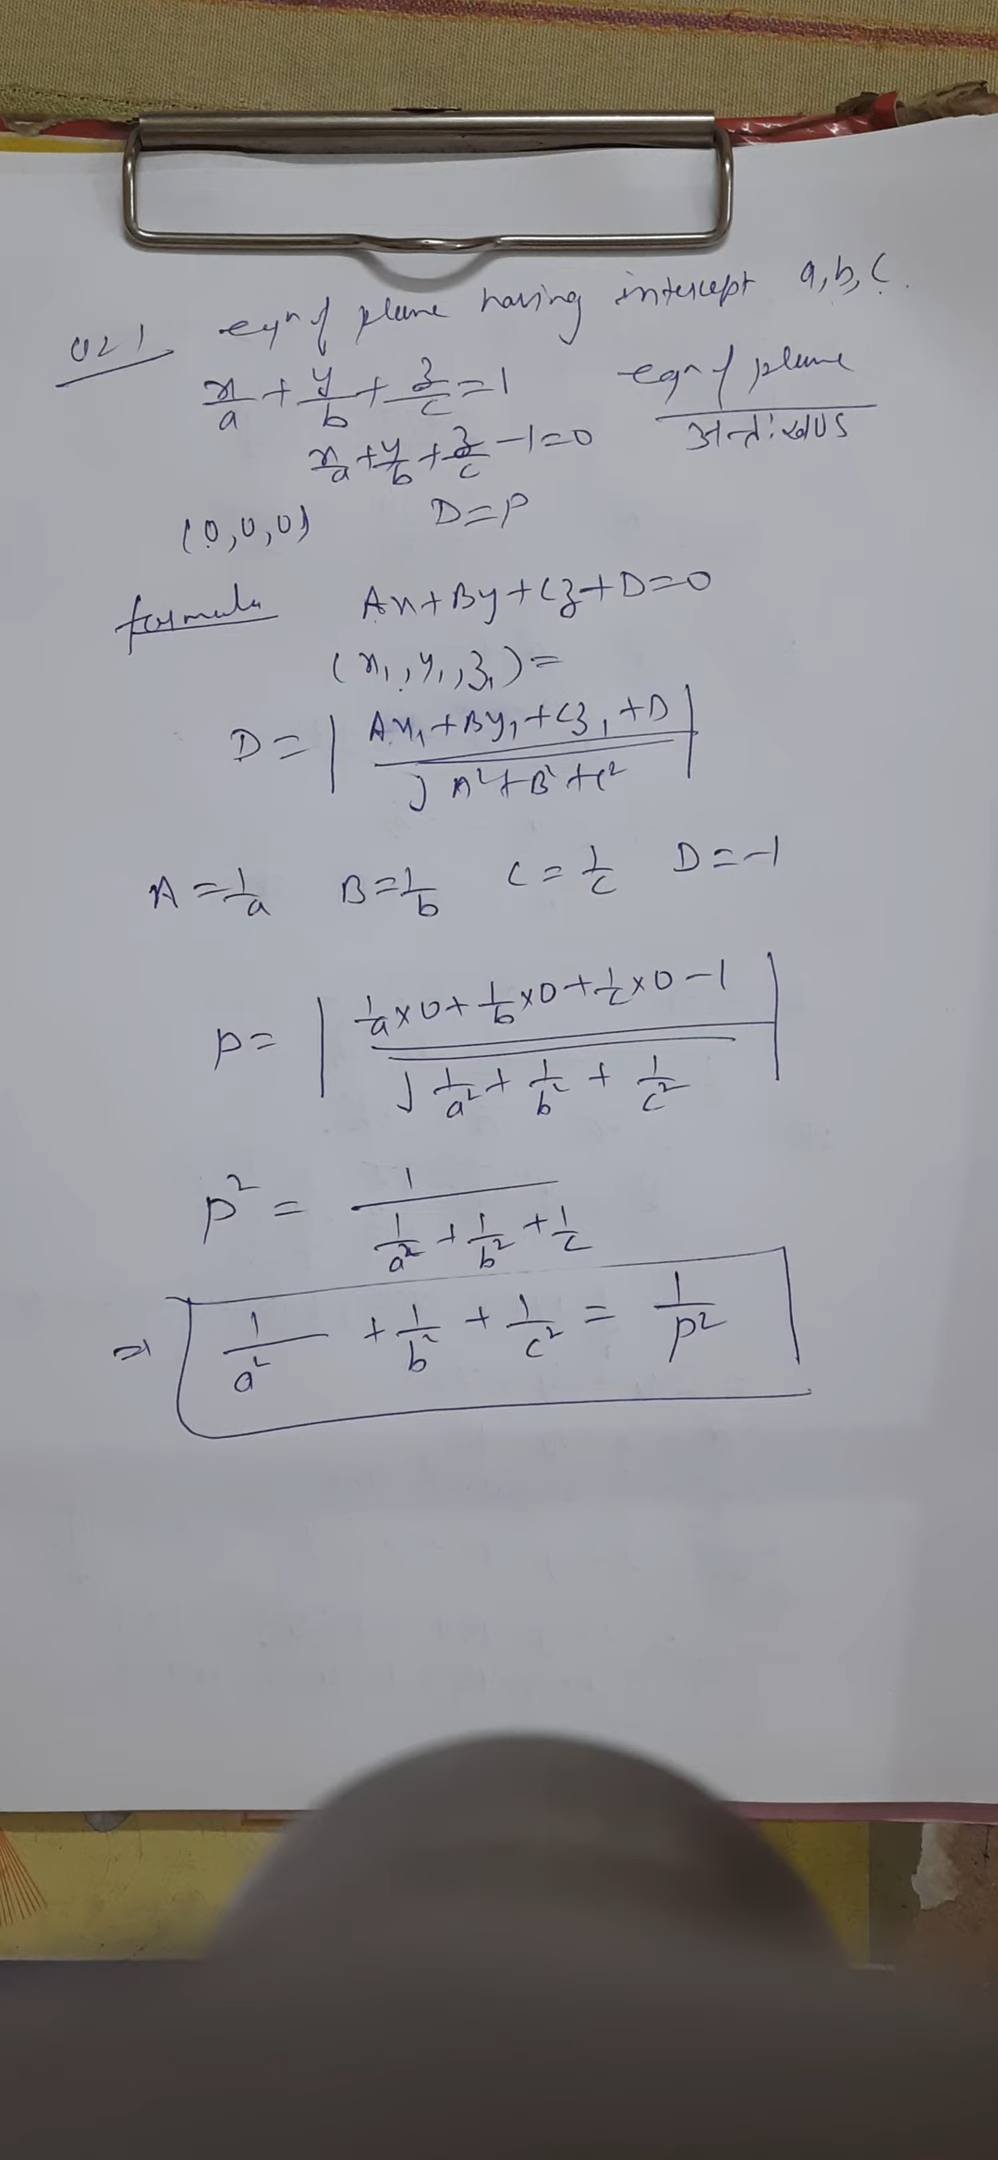 eqn of plane having intercept a, b, c.
x/a + y/b + z/c = 1 eqn of plane
x/a + y/b + z/c - 1 = 0 अन्तः खण्ड
(0,0,0) D = P
formula Ax + By + Cz + D = 0
(x₁, y₁, z₁) =
D = | Ax₁ + By₁ + Cz₁ + D / √A² + B² + C² |
A = 1/a B = 1/b C = 1/c D = -1
P = | 1/a × 0 + 1/b × 0 + 1/c × 0 - 1 / √1/a² + 1/b² + 1/c² |
P² = 1 / 1/a² + 1/b² + 1/c
⇒ 1/a² + 1/b² + 1/c² = 1/P²